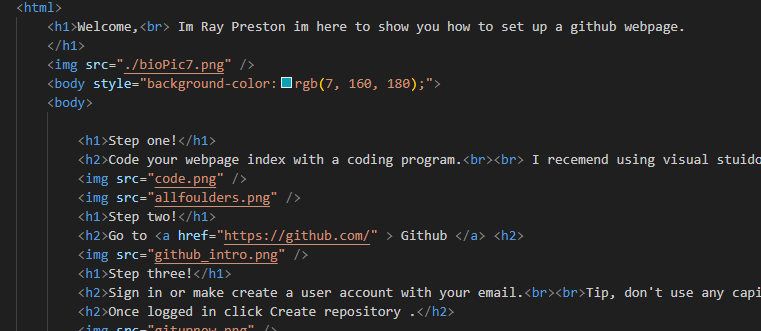 <html>
<h1>Welcome,<br> Im Ray Preston im here to show you how to set up a github webpage.
</h1>
<img src="./bioPic7.png" />
<body style="background-color: rgb(7, 160, 180);">
<body>
<h1>Step one!</h1>
<h2>Code your webpage index with a coding program.<br><br> I recemend using visual stuido
<img src="code.png" />
<img src="allfoulders.png" />
<h1>Step two!</h1>
<h2>Go to <a href="https://github.com/" > Github </a> <h2>
<img src="github_intro.png" />
<h1>Step three!</h1>
<h2>Sign in or make create a user account with your email.<br><br>Tip, don't use any capi
<h2>Once logged in click Create repository .</h2>
<img src="gitupnew.png" />